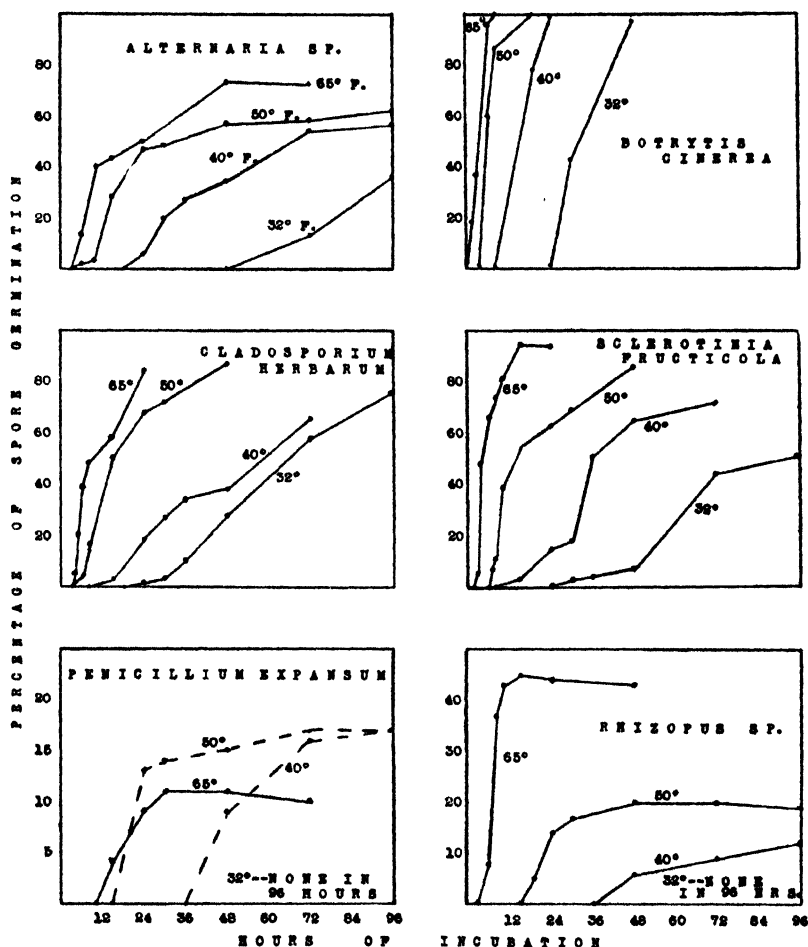 PERCENTAGE OF SPORE GERMINATION
ALTERNARIA SP.
80
60
40
20
65° F.
50° F.
40° F.
32° F.
80
60
40
20
65°
50°
40°
32°
BOTRYTIS
CINEREA
CLADOSPORIUM
HERBARUM
80
60
40
20
65°
50°
40°
32°
SCLEROTINIA
FRUCTICOLA
80
60
40
20
65°
50°
40°
32°
PENICILLIUM EXPANSUM
20
15
10
5
50°
40°
65°
32°--NONE IN
96 HOURS
12 24 36 48 60 72 96
RHIZOPUS SP.
40
30
20
10
65°
50°
40°
32°--NONE
IN 96 HRS.
12 24 36 48 60 72 84 96
HOURS OF INCUBATION